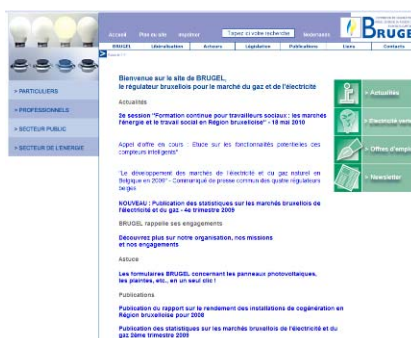 Accueil Plan du site Imprimer Tapez ici votre recherche Nederlands
BRUGEL
BRUGEL Libéralisation Acteurs Législation Publications Liens Contacts
> PARTICULIERS
> PROFESSIONNELS
> SECTEUR PUBLIC
> SECTEUR DE L'ENERGIE
Bienvenue sur le site de BRUGEL,
le régulateur bruxellois pour le marché du gaz et de l'électricité
Actualités
2e session "Formation continue pour travailleurs sociaux : les marchés
l'énergie et le travail social en Région bruxelloise" - 18 mai 2010
Appel d'offre en cours : Etude sur les fonctionnalités potentielles des
compteurs intelligents"
"Le développement des marchés de l'électricité et du gaz naturel en
Belgique en 2009" - Communiqué de presse commun des quatre régulateurs
belges
NOUVEAU : Publication des statistiques sur les marchés bruxellois de
l'électricité et du gaz - 4e trimestre 2009
BRUGEL rappelle ses engagements
Découvrez plus sur notre organisation, nos missions
et nos engagements
Astuce
Les formulaires BRUGEL concernant les panneaux photovoltaïques,
les plaintes, etc., en un seul clic !
Publications
Publication du rapport sur le rendement des installations de cogénération en
Région bruxelloise pour 2008
Publication des statistiques sur les marchés bruxellois de l'électricité et du
gaz 2ème trimestre 2009
> Actualités
> Electricité verte
> Offres d'emploi
> Newsletter